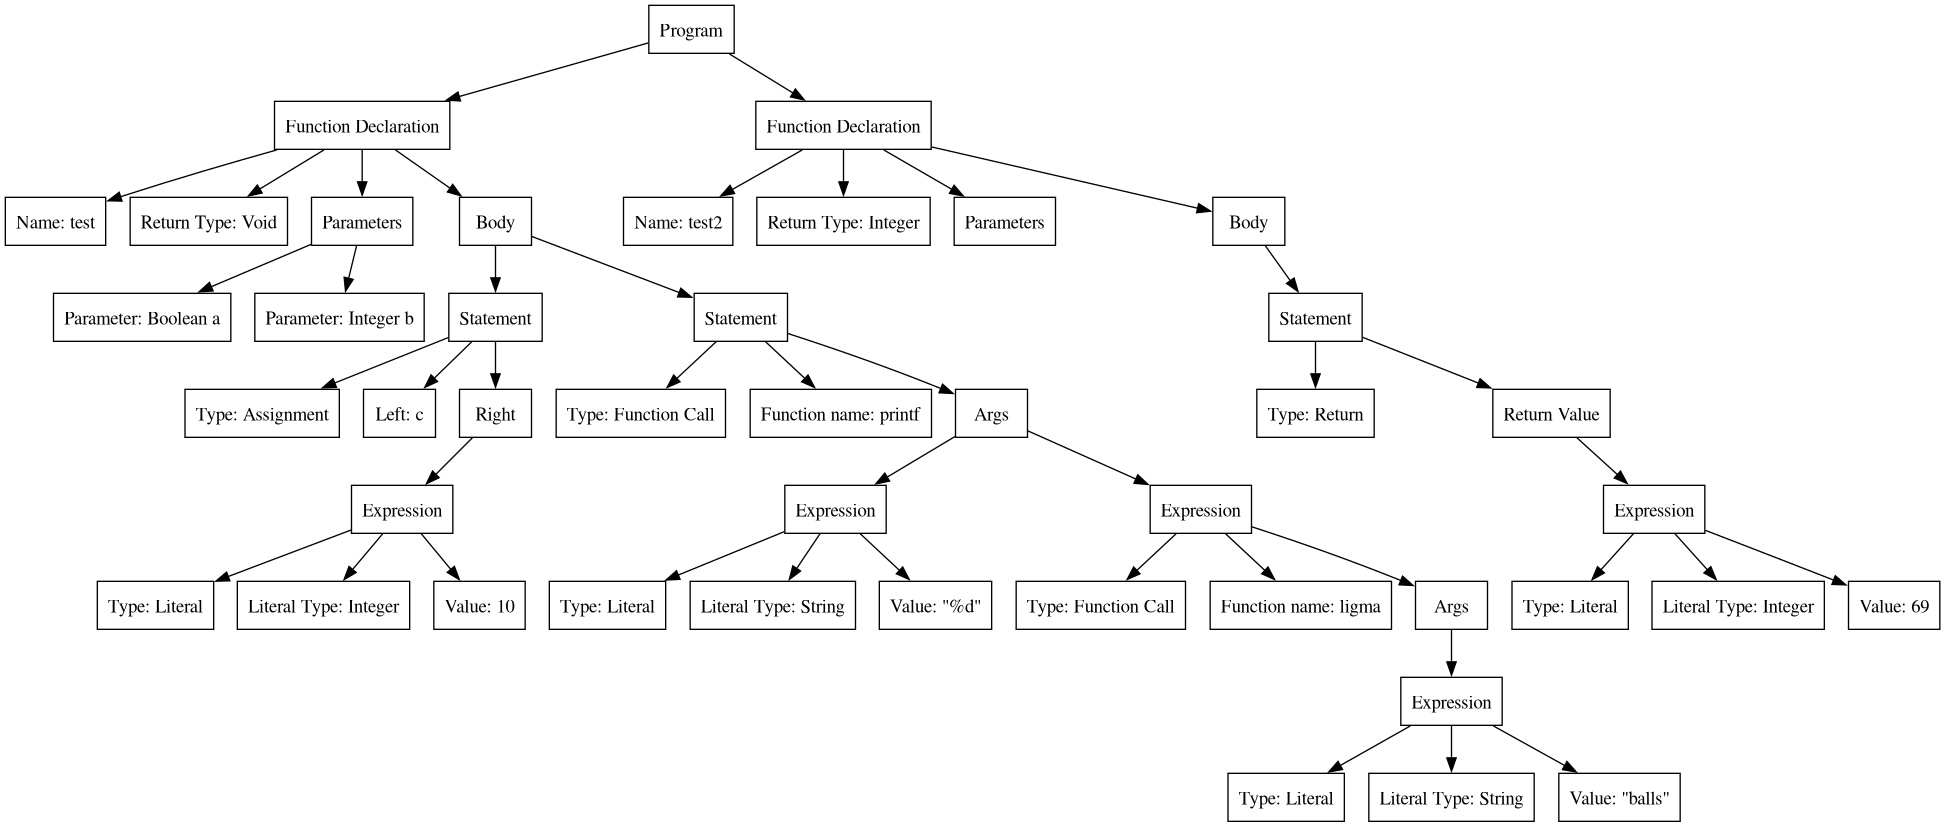 Program
Function Declaration
Function Declaration
Name: test
Return Type: Void
Parameters
Body
Name: test2
Return Type: Integer
Parameters
Body
Parameter: Boolean a
Parameter: Integer b
Statement
Statement
Statement
Type: Assignment
Left: c
Right
Type: Function Call
Function name: printf
Args
Type: Return
Return Value
Expression
Expression
Expression
Expression
Type: Literal
Literal Type: Integer
Value: 10
Type: Literal
Literal Type: String
Value: "%d"
Type: Function Call
Function name: ligma
Args
Type: Literal
Literal Type: Integer
Value: 69
Expression
Type: Literal
Literal Type: String
Value: "balls"